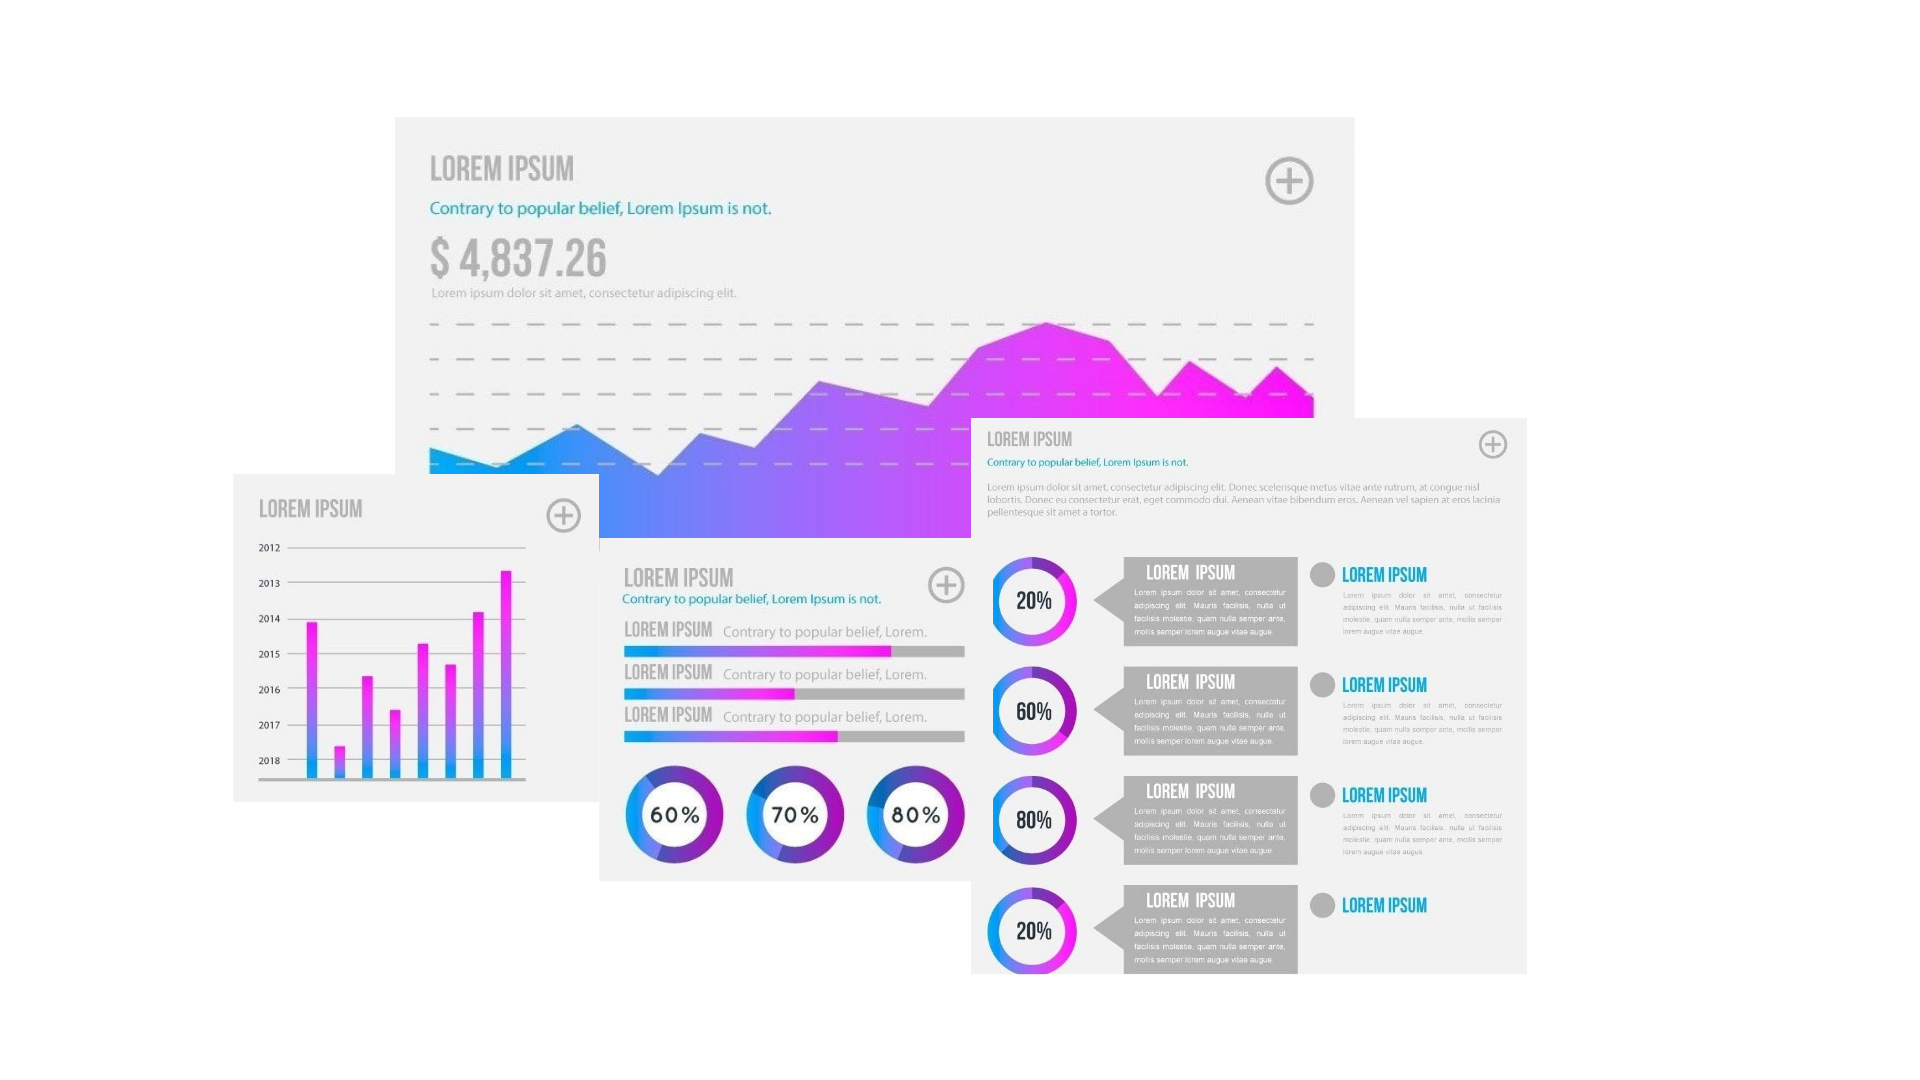 LOREM IPSUM
Contrary to popular belief, Lorem Ipsum is not.
$ 4,837.26
Lorem ipsum dolor sit amet, consectetur adipiscing elit.
LOREM IPSUM
2012
2013
2014
2015
2016
2017
2018
LOREM IPSUM
Contrary to popular belief, Lorem Ipsum is not.
LOREM IPSUM Contrary to popular belief, Lorem.
LOREM IPSUM Contrary to popular belief, Lorem.
LOREM IPSUM Contrary to popular belief, Lorem.
60%
70%
80%
LOREM IPSUM
Contrary to popular belief, Lorem Ipsum is not.
Lorem ipsum dolor sit amet, consectetur adipiscing elit. Donec scelerisque metus vitae ante rutrum, at congue nisl
lobortis. Donec eu consectetur erat, eget commodo dui. Aenean vitae bibendum eros. Aenean vel sapien at eros lacinia
pellentesque sit amet a tortor.
20%
LOREM IPSUM
Lorem ipsum dolor sit amet, consectetur
adipiscing elit. Mauris facilisis, nulla ut
facilisis molestie, quam nulla semper ante,
mollis semper lorem augue vitae augue.
LOREM IPSUM
Lorem ipsum dolor sit amet, consectetur
adipiscing elit. Mauris facilisis, nulla ut facilisis
molestie, quam nulla semper ante, mollis semper
lorem augue vitae augue.
60%
LOREM IPSUM
Lorem ipsum dolor sit amet, consectetur
adipiscing elit. Mauris facilisis, nulla ut
facilisis molestie, quam nulla semper ante,
mollis semper lorem augue vitae augue.
LOREM IPSUM
Lorem ipsum dolor sit amet, consectetur
adipiscing elit. Mauris facilisis, nulla ut facilisis
molestie, quam nulla semper ante, mollis semper
lorem augue vitae augue.
80%
LOREM IPSUM
Lorem ipsum dolor sit amet, consectetur
adipiscing elit. Mauris facilisis, nulla ut
facilisis molestie, quam nulla semper ante,
mollis semper lorem augue vitae augue.
LOREM IPSUM
Lorem ipsum dolor sit amet, consectetur
adipiscing elit. Mauris facilisis, nulla ut facilisis
molestie, quam nulla semper ante, mollis semper
lorem augue vitae augue.
20%
LOREM IPSUM
Lorem ipsum dolor sit amet, consectetur
adipiscing elit. Mauris facilisis, nulla ut
facilisis molestie, quam nulla semper ante,
mollis semper lorem augue vitae augue.
LOREM IPSUM